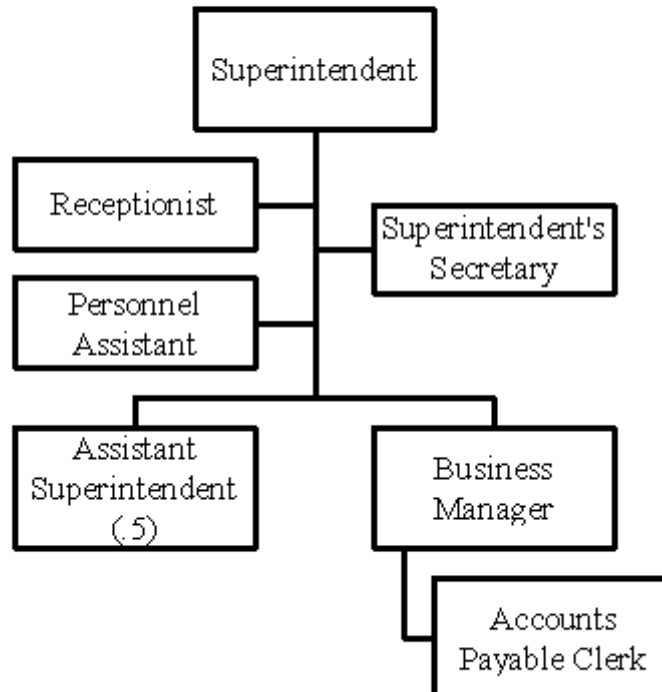 Superintendent
Receptionist
Superintendent's
Secretary
Personnel
Assistant
Assistant
Superintendent
(.5)
Business
Manager
Accounts
Payable Clerk